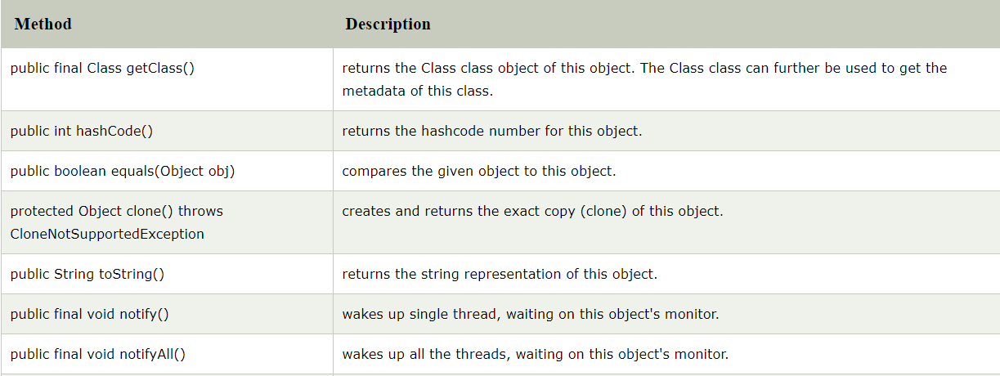 Method Description
public final Class getClass() returns the Class class object of this object. The Class class can further be used to get the
metadata of this class.
public int hashCode() returns the hashcode number for this object.
public boolean equals(Object obj) compares the given object to this object.
protected Object clone() throws creates and returns the exact copy (clone) of this object.
CloneNotSupportedException
public String toString() returns the string representation of this object.
public final void notify() wakes up single thread, waiting on this object's monitor.
public final void notifyAll() wakes up all the threads, waiting on this object's monitor.